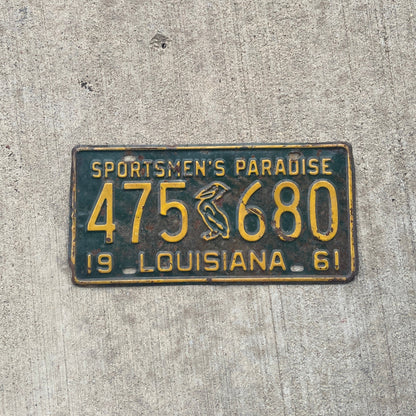 SPORTSMEN'S PARADISE
475 680
19 LOUISIANA 61